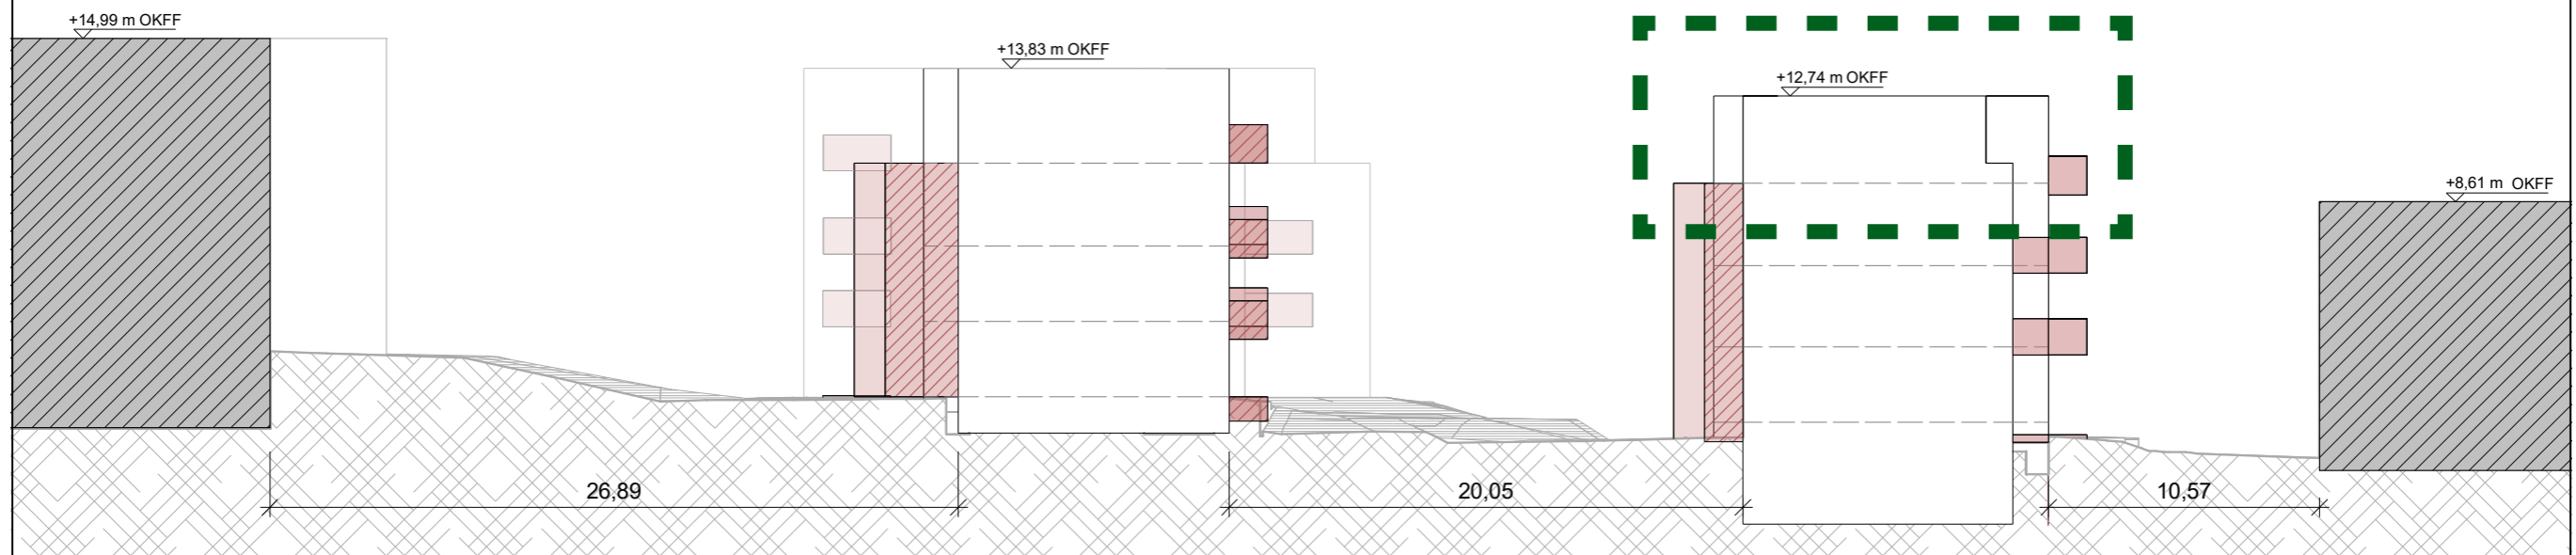 +14,99 m OKFF
+13,83 m OKFF
+12,74 m OKFF
+8,61 m OKFF
26,89
20,05
10,57